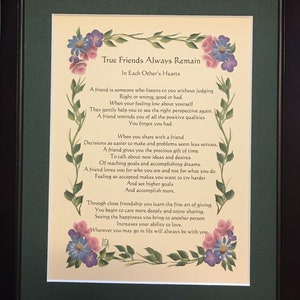 True Friends Always Remain
In Each Other's Hearts
A friend is someone who listens to you without judging
Right or wrong, good or bad.
When your feeling low about yourself
They gently help you to see the right perspective again.
A friend reminds you of all the positive qualities
You forgot you had.
When you share with a friend
Decisions as easier to make and problems seem less serious.
A friend gives you the precious gift of time
To talk about new ideas and desires
Of reaching goals and accomplishing dreams.
A friend loves you for who you are and not for what you do.
Feeling so accepted makes you want to try harder
And set higher goals
And accomplish more.
Through close friendship you learn the fine art of giving.
You begin to care more deeply and enjoy sharing.
Seeing the happiness you bring to another person
Increases your ability to love.
Wherever you may go in life will always be with you.